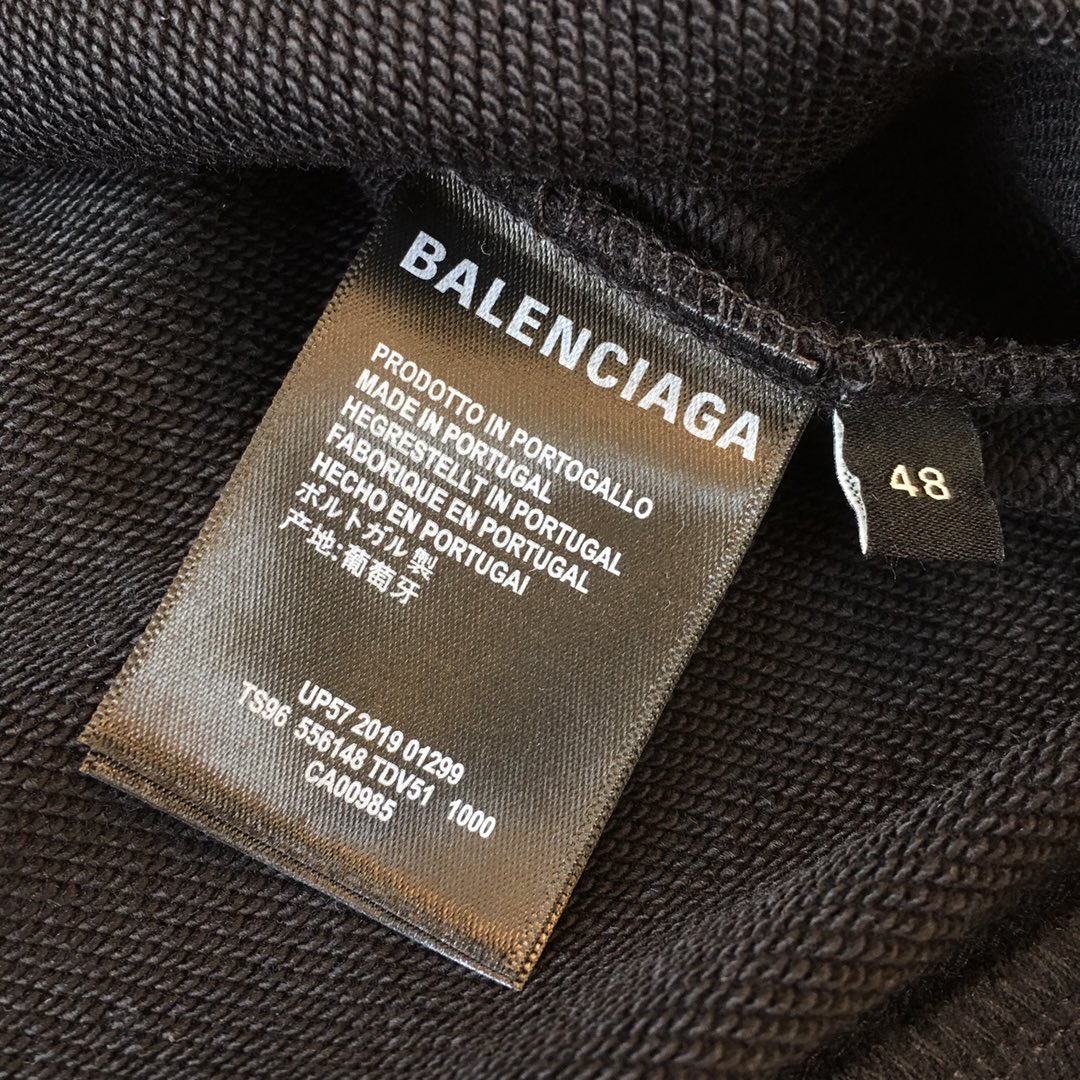 BALENCIAGA
PRODOTTO IN PORTOGALLO
MADE IN PORTUGAL
HEGRESTELLT IN PORTUGAL
FABORIQUE EN PORTUGAL
HECHO EN PORTUGAI
ポルトガル 製
产地:葡萄牙
UP57 2019 01299
TS96 556148 TDV51 1000
CA00985
48